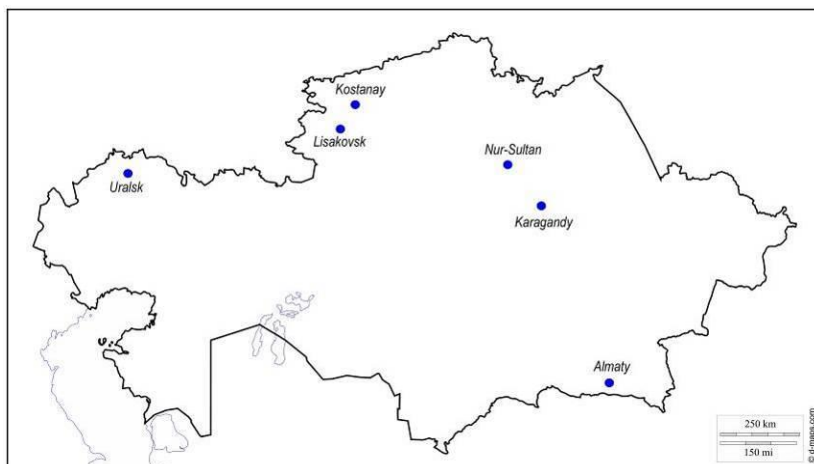 Kostanay
Lisakovsk
Nur-Sultan
Uralsk
Karagandy
Almaty
250 km
150 mi
© d-maps.com